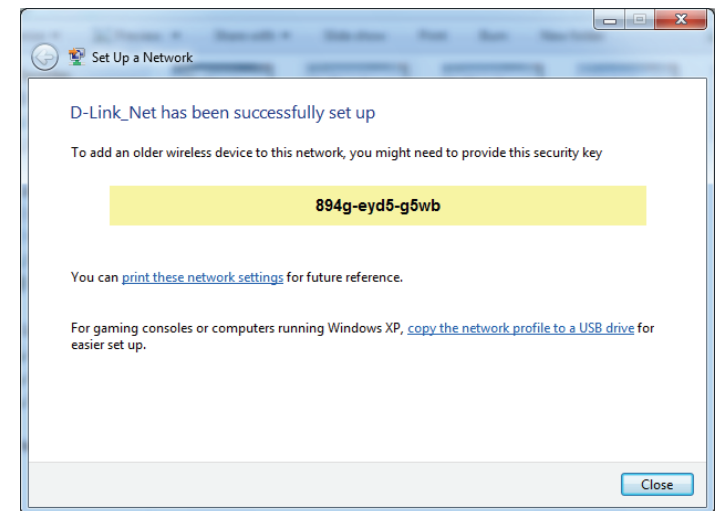 Set Up a Network
D-Link_Net has been successfully set up
To add an older wireless device to this network, you might need to provide this security key
894g-eyd5-g5wb
You can print these network settings for future reference.
For gaming consoles or computers running Windows XP, copy the network profile to a USB drive for
easier set up.
Close